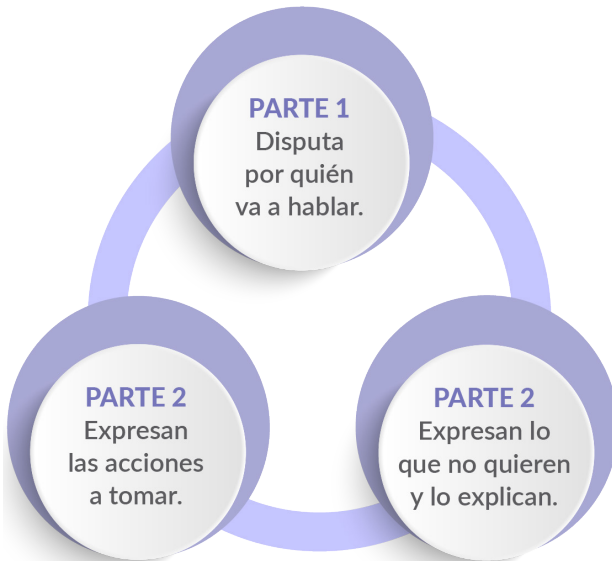 PARTE 1
Disputa
por quién
va a hablar.
PARTE 2
Expresan
las acciones
a tomar.
PARTE 2
Expresan lo
que no quieren
y lo explican.